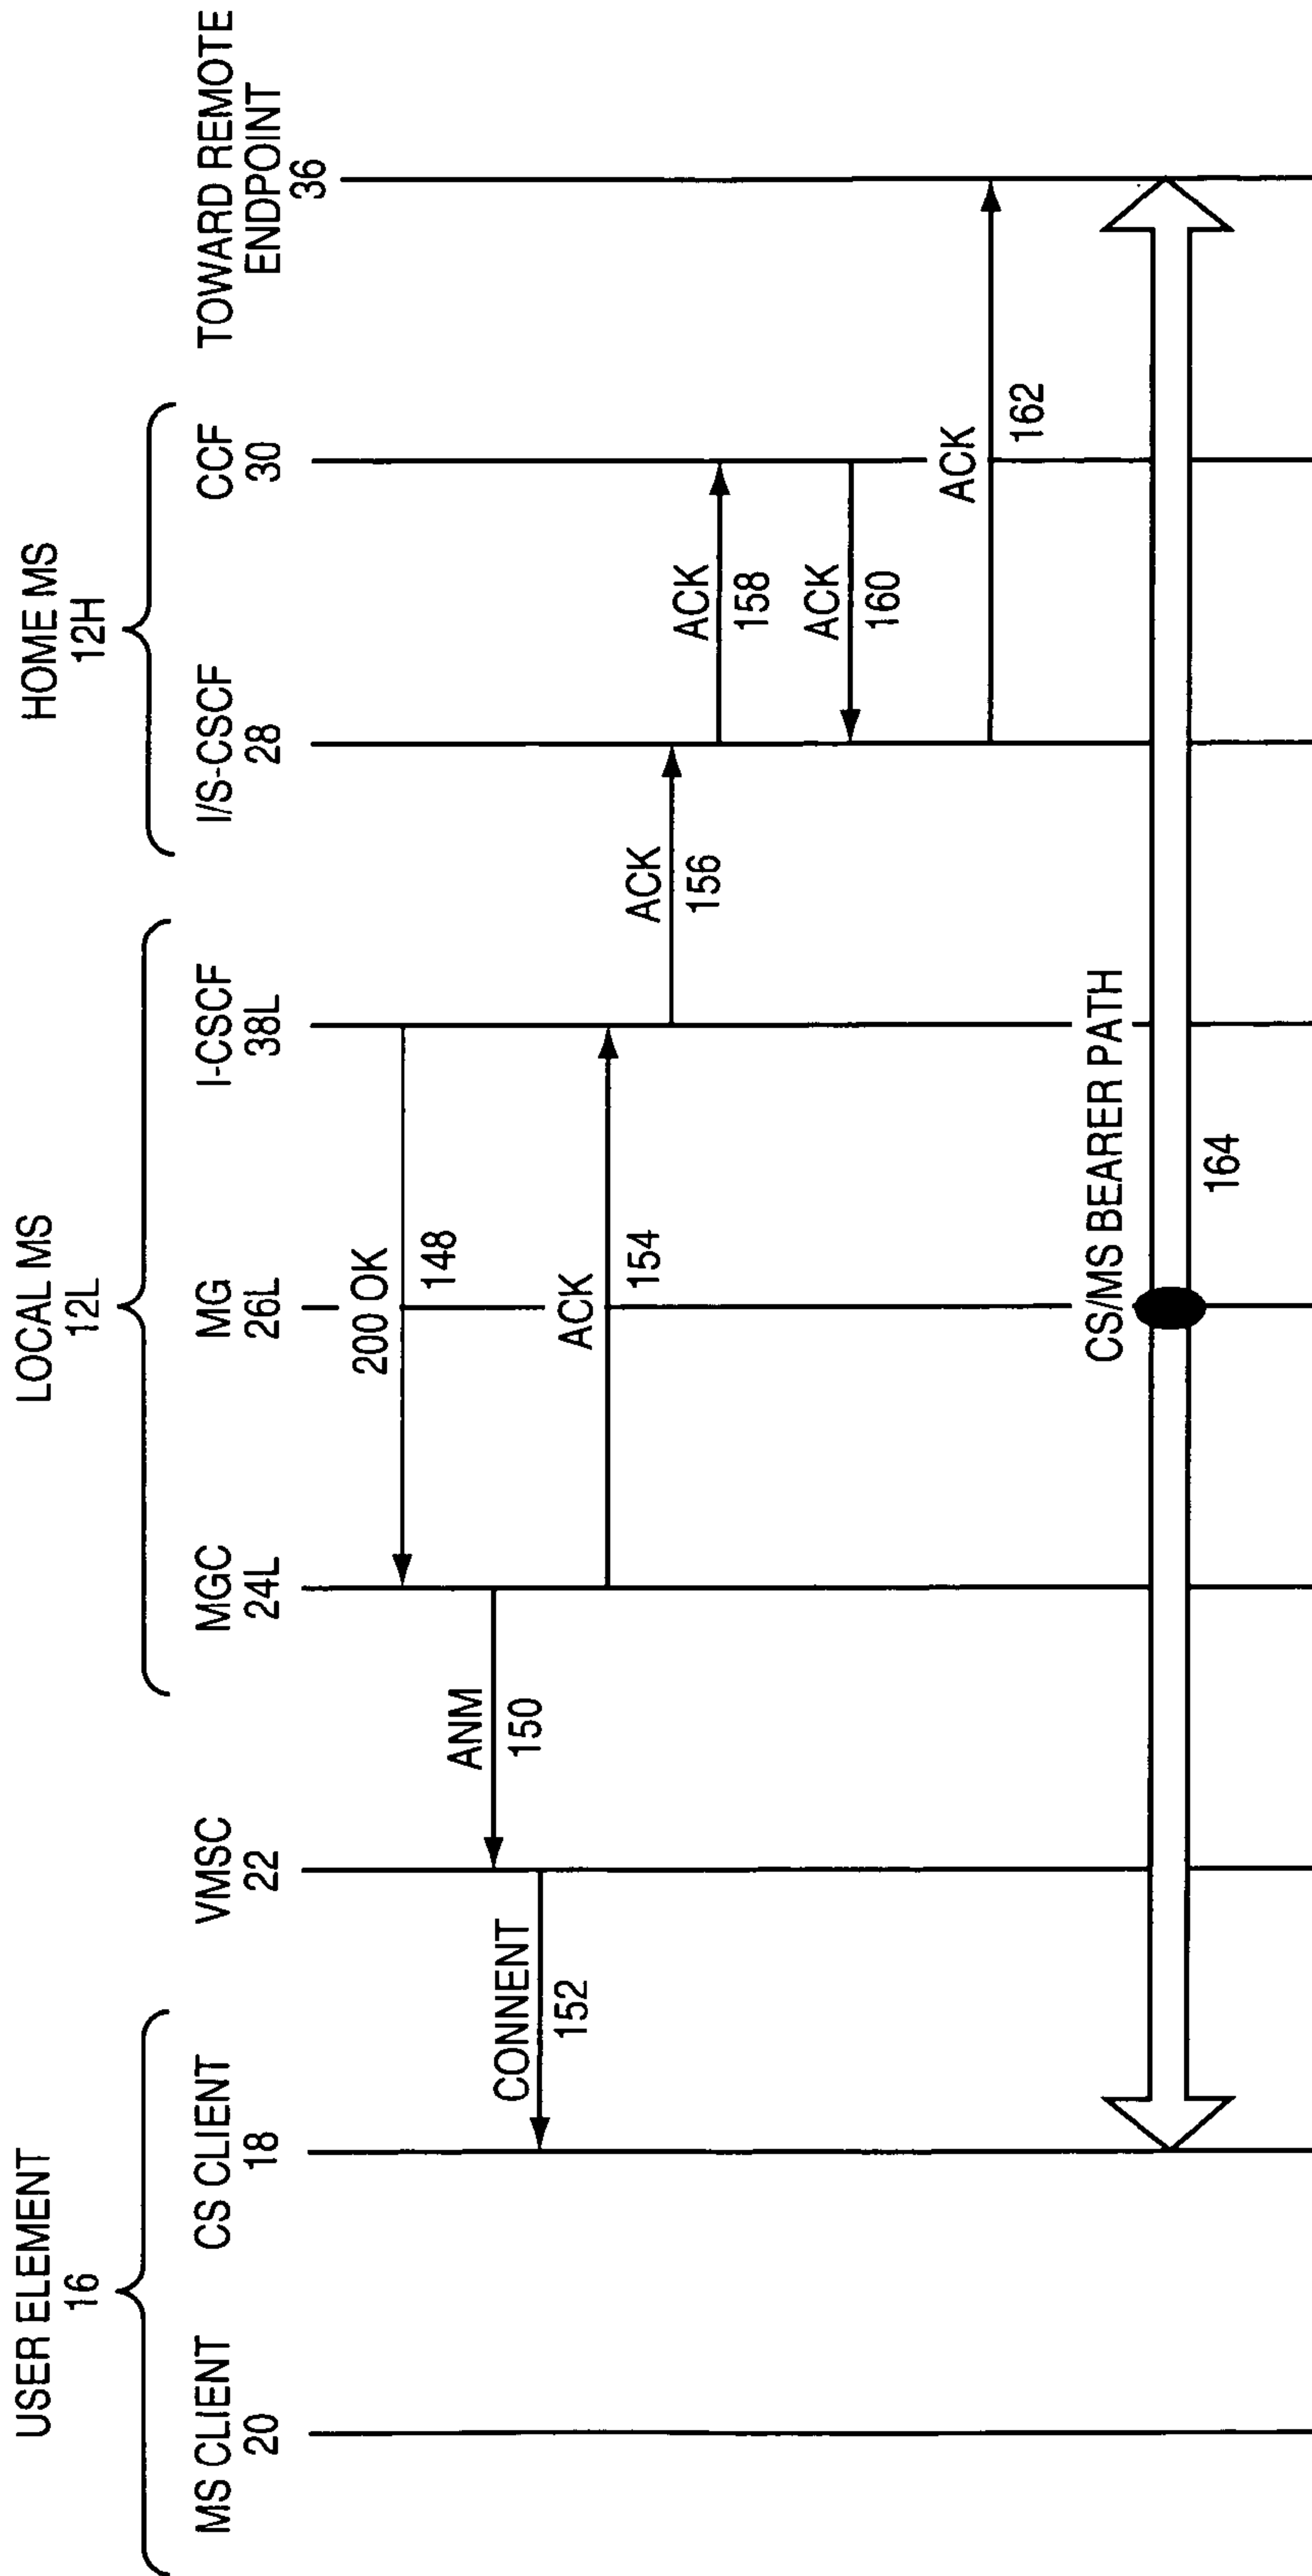 USER ELEMENT
16
LOCAL MS
12L
HOME MS
12H
MS CLIENT
20
CS CLIENT
18
VMSC
22
MGC
24L
MG
26L
I-CSCF
38L
I/S-CSCF
28
CCF
30
TOWARD REMOTE
ENDPOINT
36
200 OK
148
ANM
150
CONNENT
152
ACK
154
ACK
156
ACK
158
ACK
160
ACK
162
CS/MS BEARER PATH
164